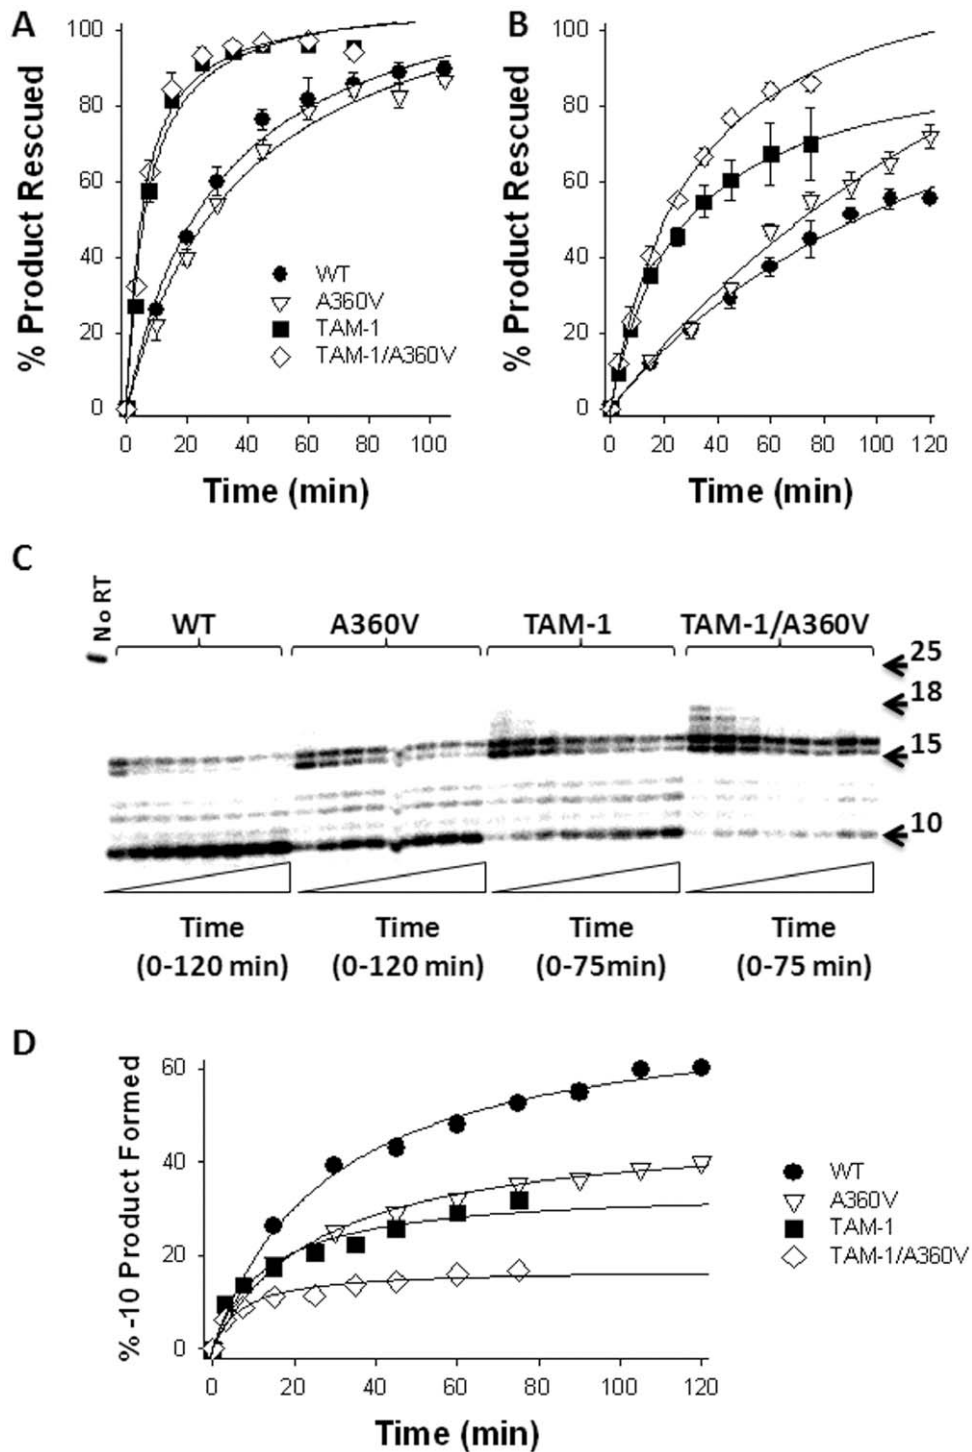 A
100
80
60
40
20
0
% Product Rescued
0 20 40 60 80 100
Time (min)
WT
A360V
TAM-1
TAM-1/A360V
B
100
80
60
40
20
0
% Product Rescued
0 20 40 60 80 100 120
Time (min)
C
No RT
WT A360V TAM-1 TAM-1/A360V
25
18
15
10
Time Time Time Time
(0-120 min) (0-120 min) (0-75min) (0-75 min)
D
60
40
20
0
% -10 Product Formed
0 20 40 60 80 100 120
Time (min)
WT
A360V
TAM-1
TAM-1/A360V